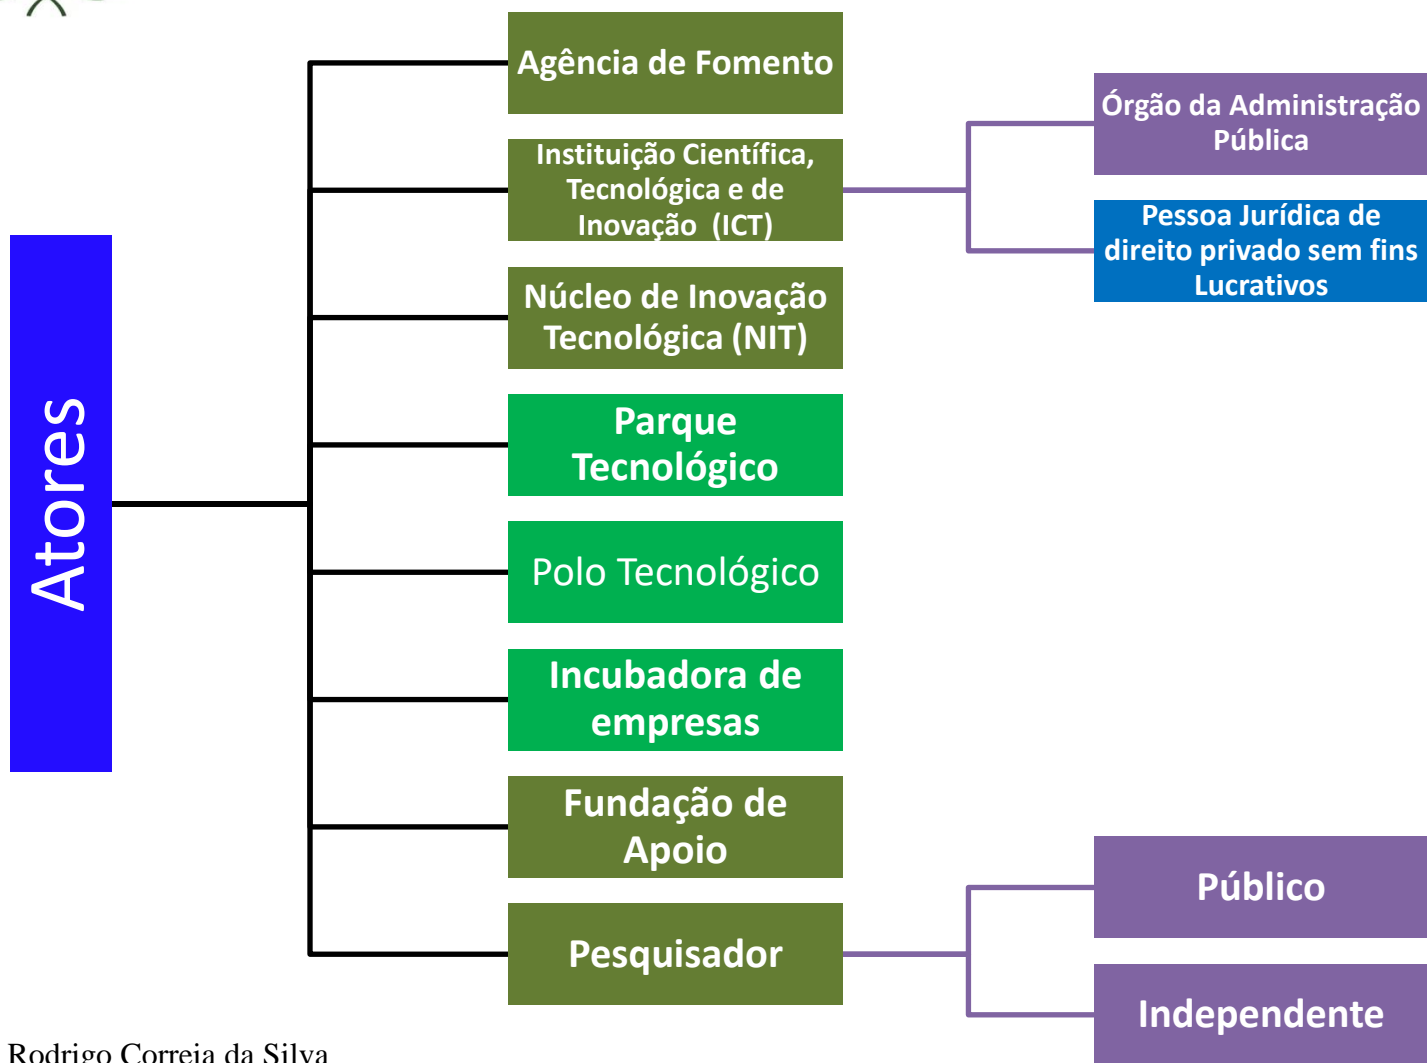 Atores
Agência de Fomento
Instituição Científica,
Tecnológica e de
Inovação (ICT)
Órgão da Administração
Pública
Pessoa Jurídica de
direito privado sem fins
Lucrativos
Núcleo de Inovação
Tecnológica (NIT)
Parque
Tecnológico
Polo Tecnológico
Incubadora de
empresas
Fundação de
Apoio
Pesquisador
Público
Independente
Rodrigo Correia da Silva